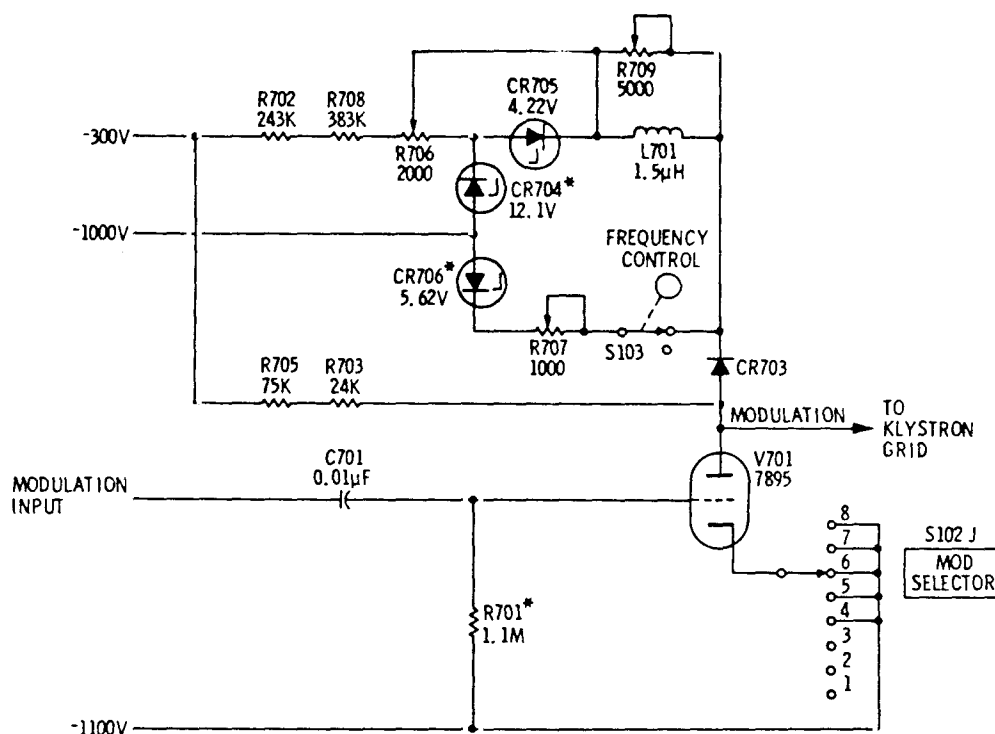 R709
5000
CR705
4.22V
R702
243K
R708
383K
-300V
R706
2000
L701
1.5µH
CR704*
12.1V
-1000V
FREQUENCY
CONTROL
CR706*
5.62V
R707
1000
S103
CR703
R705
75K
R703
24K
MODULATION
TO
KLYSTRON
GRID
C701
0.01µF
V701
7895
MODULATION
INPUT
8
7
6
5
4
3
2
1
S102 J
MOD
SELECTOR
R701*
1.1M
-1100V